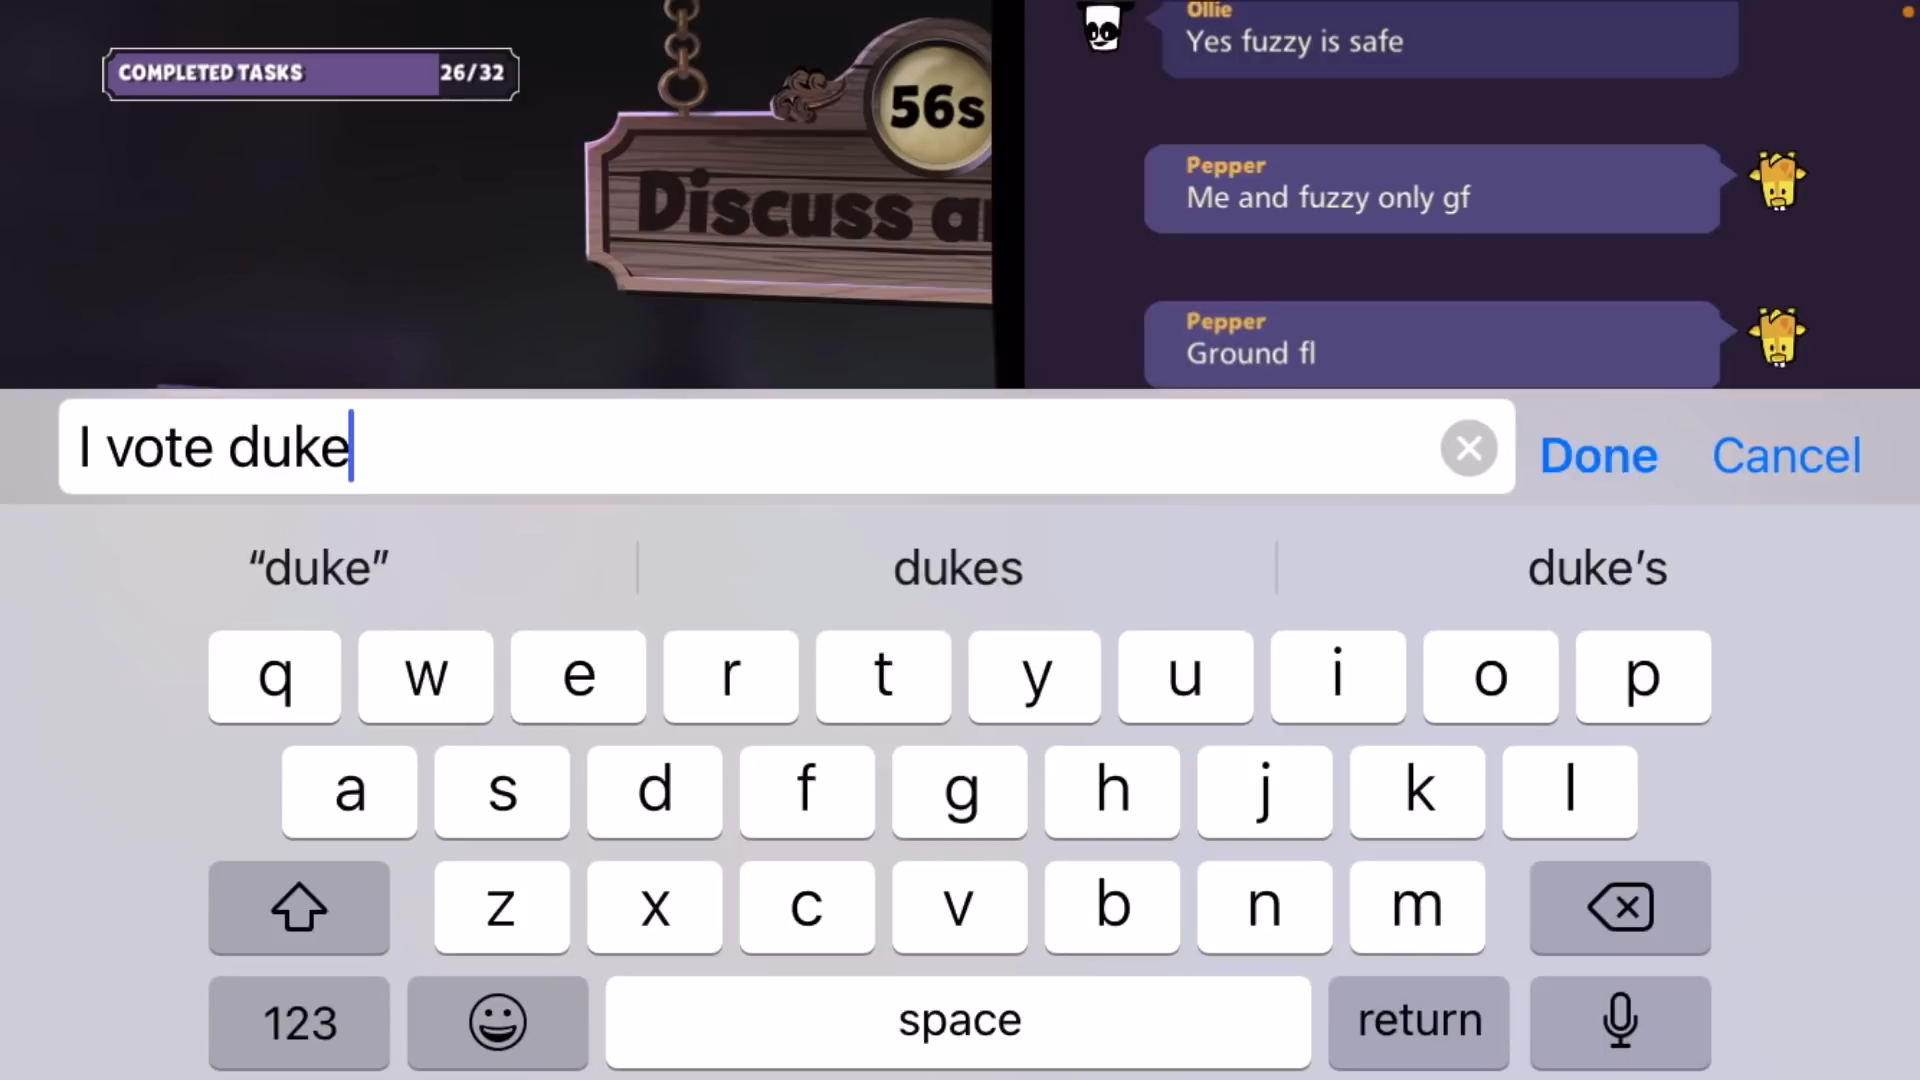 COMPLETED TASKS 26/32
56s
Discuss a
Ollie
Yes fuzzy is safe
Pepper
Me and fuzzy only gf
Pepper
Ground fl
I vote duke
Done Cancel
“duke” dukes duke’s
q w e r t y u i o p
a s d f g h j k l
z x c v b n m
123 space return